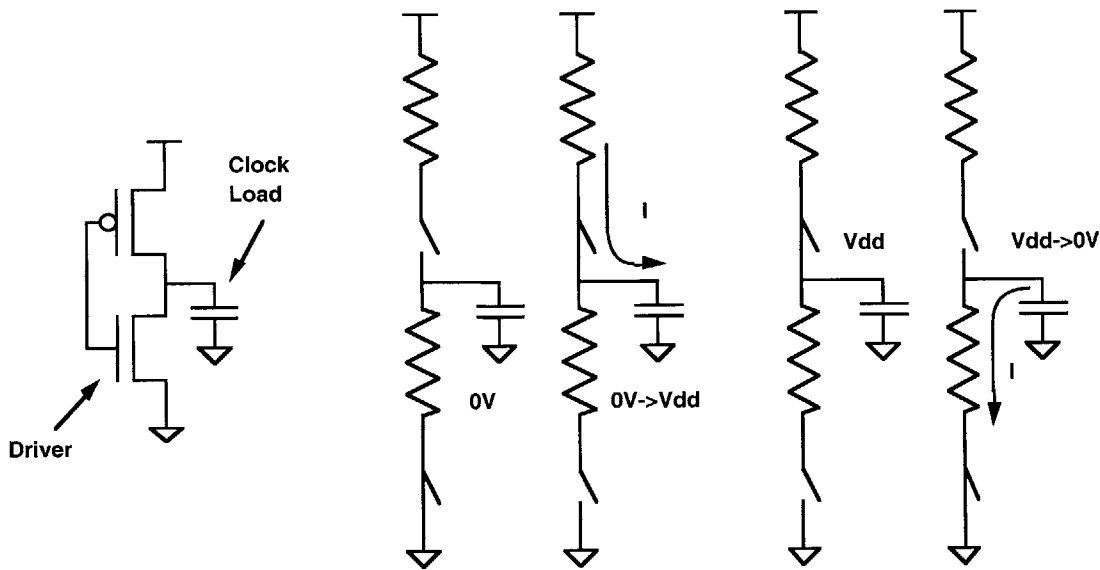 Clock
Load
Driver
0V
I
0V->Vdd
Vdd
Vdd->0V
I